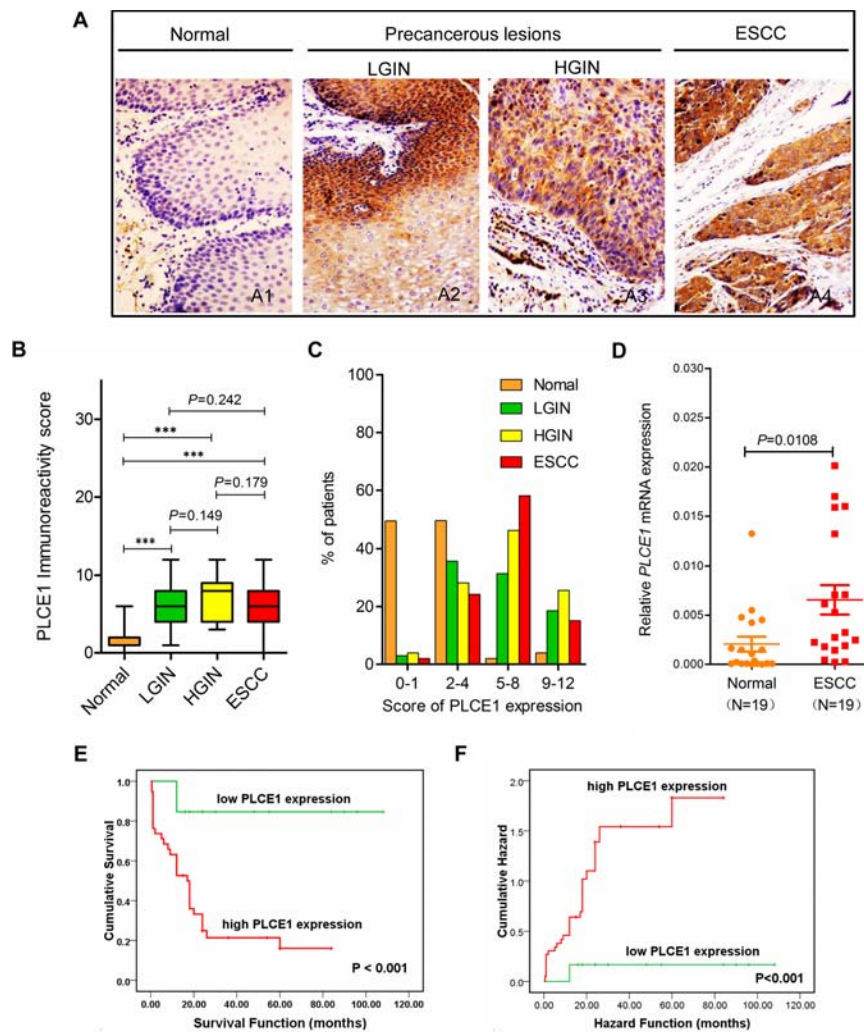 A
Normal
Precancerous lesions
ESCC
LGIN
HGIN
A1
A2
A3
A4
B
PLCE1 Immunoreactivity score
30
20
10
0
P=0.242
***
***
P=0.179
P=0.149
***
Normal
LGIN
HGIN
ESCC
C
% of patients
100
80
60
40
20
0
Nomal
LGIN
HGIN
ESCC
0-1
2-4
5-8
9-12
Score of PLCE1 expression
D
Relative PLCE1 mRNA expression
0.030
0.025
0.020
0.015
0.010
0.005
0.000
P=0.0108
Normal
ESCC
(N=19)
(N=19)
E
Cumulative Survival
1.0
0.8
0.6
0.4
0.2
low PLCE1 expression
high PLCE1 expression
P < 0.001
0.00 20.00 40.00 60.00 80.00 100.00 120.00
Survival Function (months)
F
Cumulative Hazard
2.0
1.5
1.0
0.5
0.0
high PLCE1 expression
low PLCE1 expression
P<0.001
0.00 20.00 40.00 60.00 80.00 100.00 120.00
Hazard Function (months)